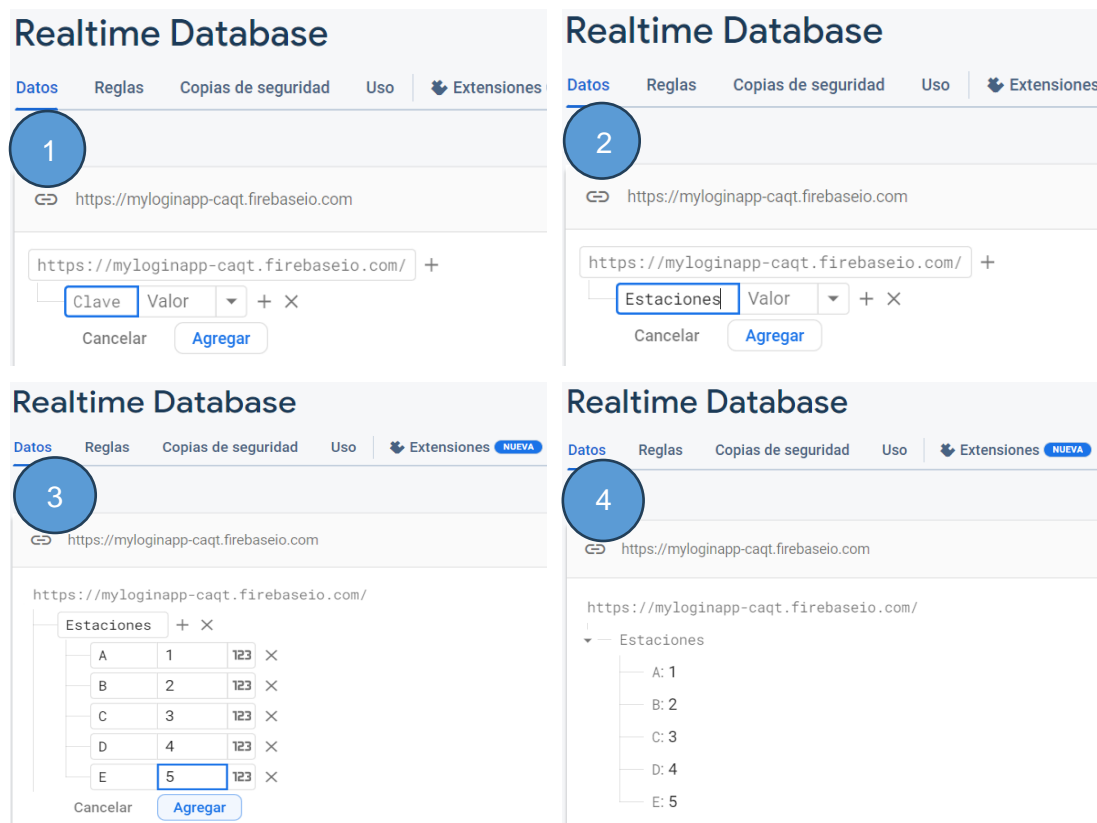 Realtime Database
Datos Reglas Copias de seguridad Uso Extensiones
1
https://myloginapp-caqt.firebaseio.com
https://myloginapp-caqt.firebaseio.com/
Clave Valor
Cancelar Agregar
Realtime Database
Datos Reglas Copias de seguridad Uso Extensiones
2
https://myloginapp-caqt.firebaseio.com
https://myloginapp-caqt.firebaseio.com/
Estaciones Valor
Cancelar Agregar
Realtime Database
Datos Reglas Copias de seguridad Uso Extensiones NUEVA
3
https://myloginapp-caqt.firebaseio.com
https://myloginapp-caqt.firebaseio.com/
Estaciones
A 1 123
B 2 123
C 3 123
D 4 123
E 5 123
Cancelar Agregar
Realtime Database
Datos Reglas Copias de seguridad Uso Extensiones NUEVA
4
https://myloginapp-caqt.firebaseio.com
https://myloginapp-caqt.firebaseio.com/
Estaciones
A: 1
B: 2
C: 3
D: 4
E: 5